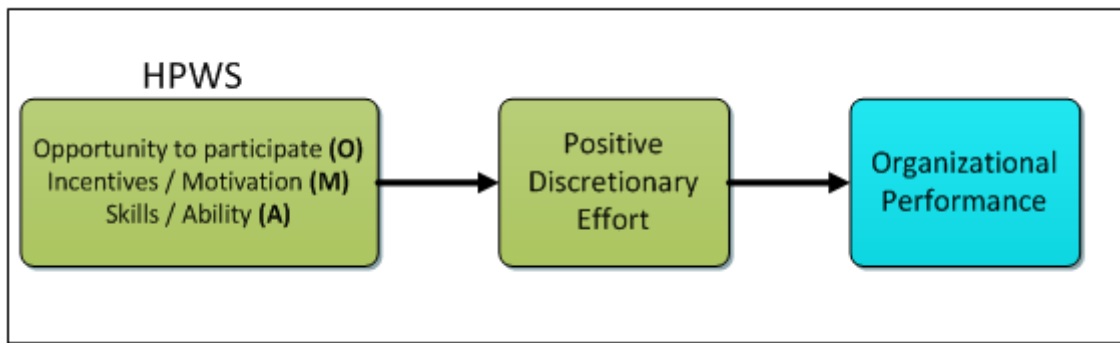 HPWS
Opportunity to participate (O)
Incentives / Motivation (M)
Skills / Ability (A)
Positive
Discretionary
Effort
Organizational
Performance